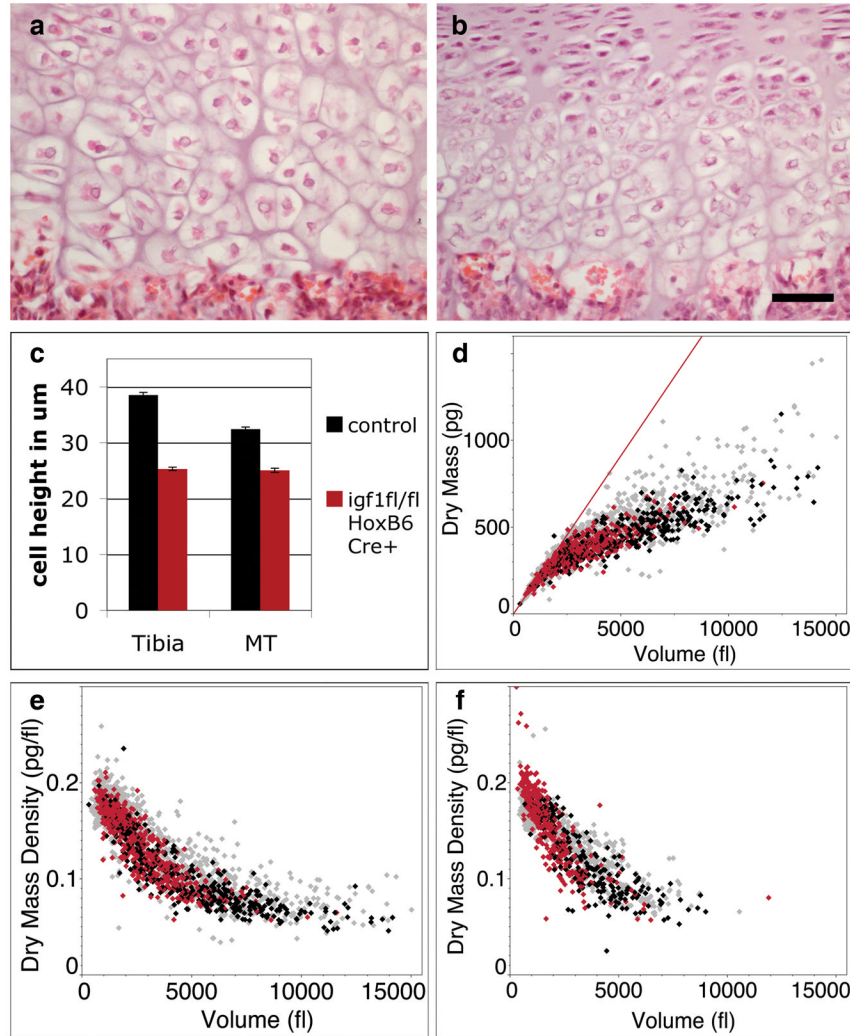 a
b
c
cell height in um
40
30
20
10
0
Tibia
MT
control
igf1fl/fl
HoxB6
Cre+
d
Dry Mass (pg)
1000
500
0
0
5000
10000
15000
Volume (fl)
e
Dry Mass Density (pg/fl)
0.2
0.1
0
0
5000
10000
15000
Volume (fl)
f
Dry Mass Density (pg/fl)
0.2
0.1
0
0
5000
10000
15000
Volume (fl)